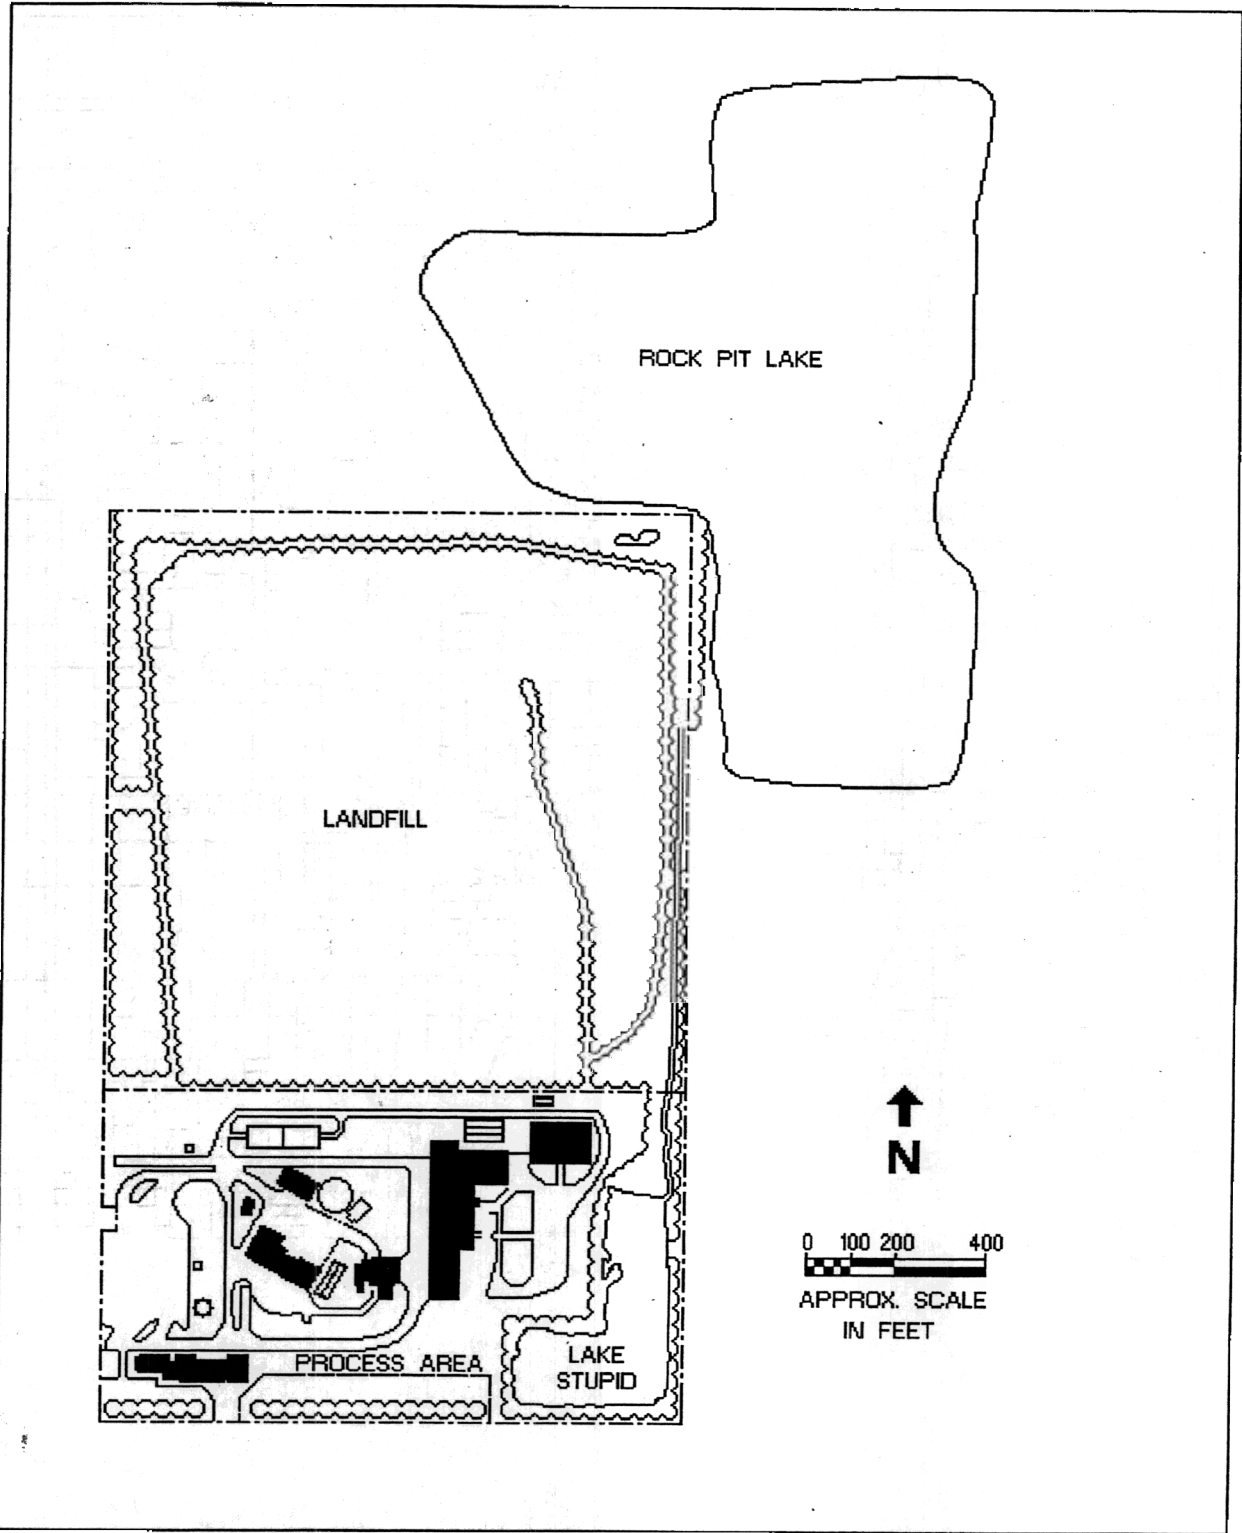 ROCK PIT LAKE
LANDFILL
N
0 100 200 400
APPROX. SCALE
IN FEET
LAKE
STUPID
PROCESS AREA